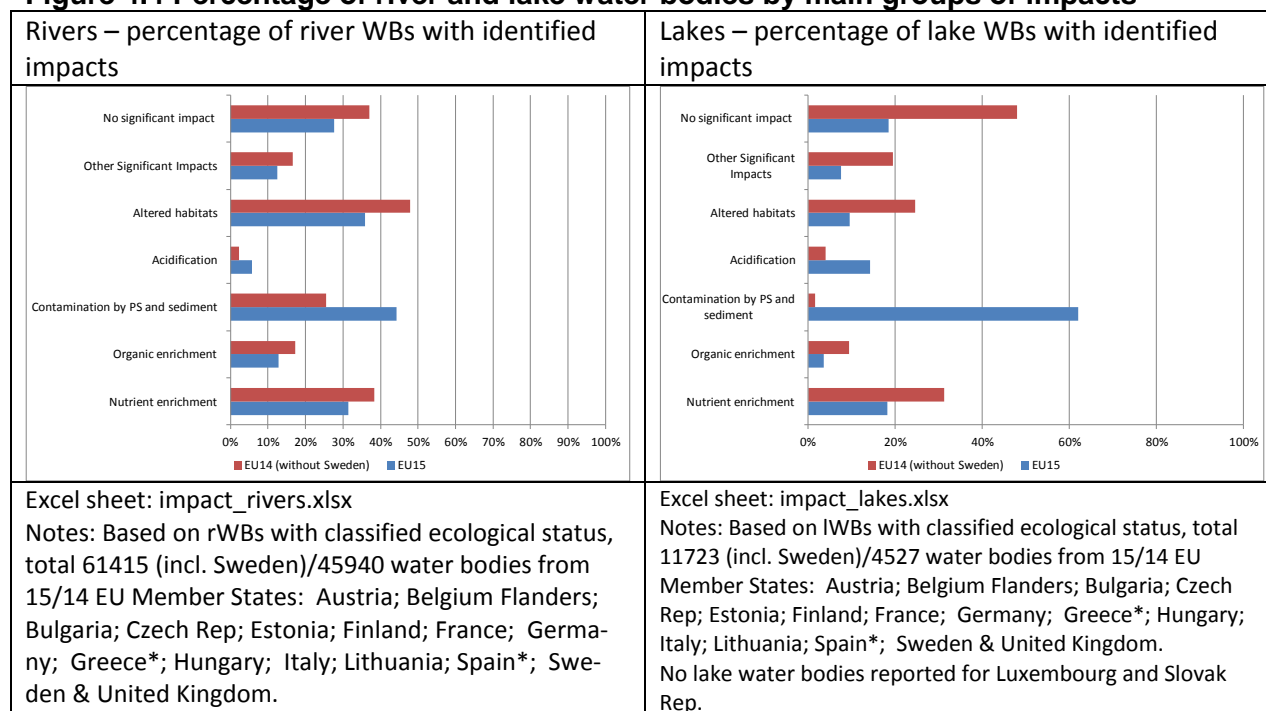 Rivers – percentage of river WBs with identified
impacts
No significant impact
Other Significant Impacts
Altered habitats
Acidification
Contamination by PS and sediment
Organic enrichment
Nutrient enrichment
0% 10% 20% 30% 40% 50% 60% 70% 80% 90% 100%
EU14 (without Sweden) EU15
Excel sheet: impact_rivers.xlsx
Notes: Based on rWBs with classified ecological status,
total 61415 (incl. Sweden)/45940 water bodies from
15/14 EU Member States: Austria; Belgium Flanders;
Bulgaria; Czech Rep; Estonia; Finland; France; Germa-
ny; Greece*; Hungary; Italy; Lithuania; Spain*; Swe-
den & United Kingdom.
Lakes – percentage of lake WBs with identified
impacts
No significant impact
Other Significant
Impacts
Altered habitats
Acidification
Contamination by PS and
sediment
Organic enrichment
Nutrient enrichment
0% 20% 40% 60% 80% 100%
EU14 (without Sweden) EU15
Excel sheet: impact_lakes.xlsx
Notes: Based on lWBs with classified ecological status, total
11723 (incl. Sweden)/4527 water bodies from 15/14 EU
Member States: Austria; Belgium Flanders; Bulgaria; Czech
Rep; Estonia; Finland; France; Germany; Greece*; Hungary;
Italy; Lithuania; Spain*; Sweden & United Kingdom.
No lake water bodies reported for Luxembourg and Slovak
Rep.